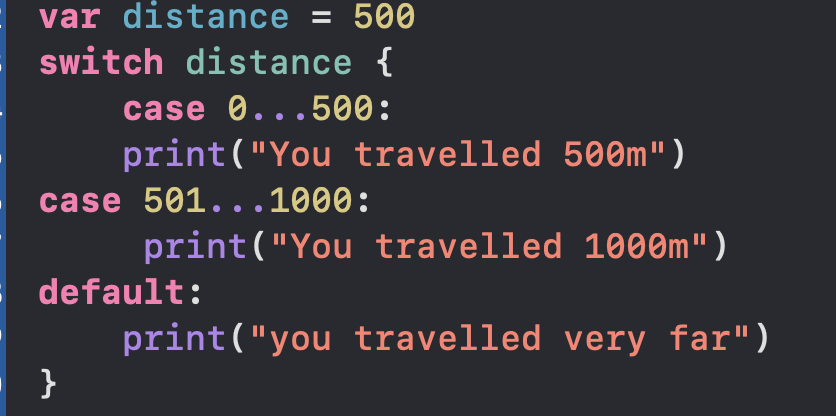 var distance = 500
switch distance {
    case 0...500:
    print("You travelled 500m")
case 501...1000:
     print("You travelled 1000m")
default:
    print("you travelled very far")
}